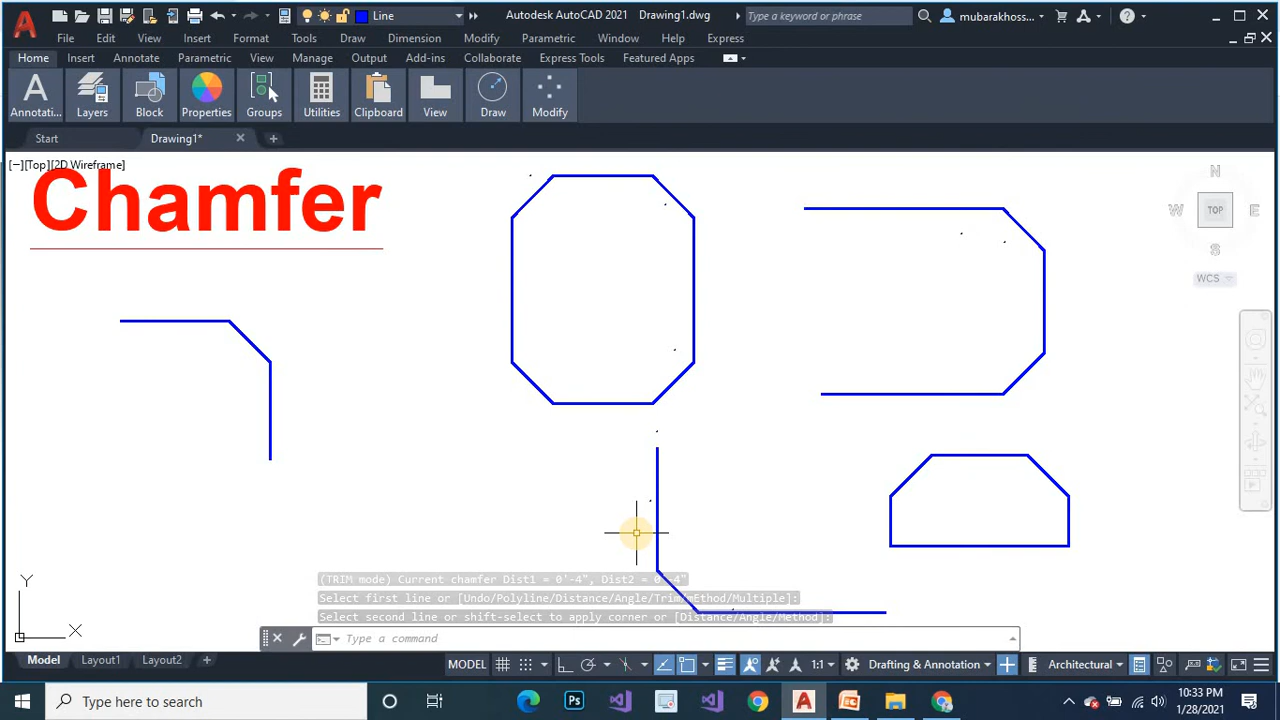 Line
Autodesk AutoCAD 2021 Drawing1.dwg
Type a keyword or phrase
mubarakhoss...
File Edit View Insert Format Tools Draw Dimension Modify Parametric Window Help Express
Home Insert Annotate Parametric View Manage Output Add-ins Collaborate Express Tools Featured Apps
Annotati... Layers Block Properties Groups Utilities Clipboard View Draw Modify
Start Drawing1*
[−][Top][2D Wireframe]
Chamfer
N
W TOP E
S
WCS
Y
X
(TRIM mode) Current chamfer Dist1 = 0'-4", Dist2 = 0'-4"
Select first line or [Undo/Polyline/Distance/Angle/Trim/mEthod/Multiple]:
Select second line or shift-select to apply corner or [Distance/Angle/Method]:
Type a command
Model Layout1 Layout2
MODEL 1:1 Drafting & Annotation Architectural
Type here to search
Ps
10:33 PM
1/28/2021